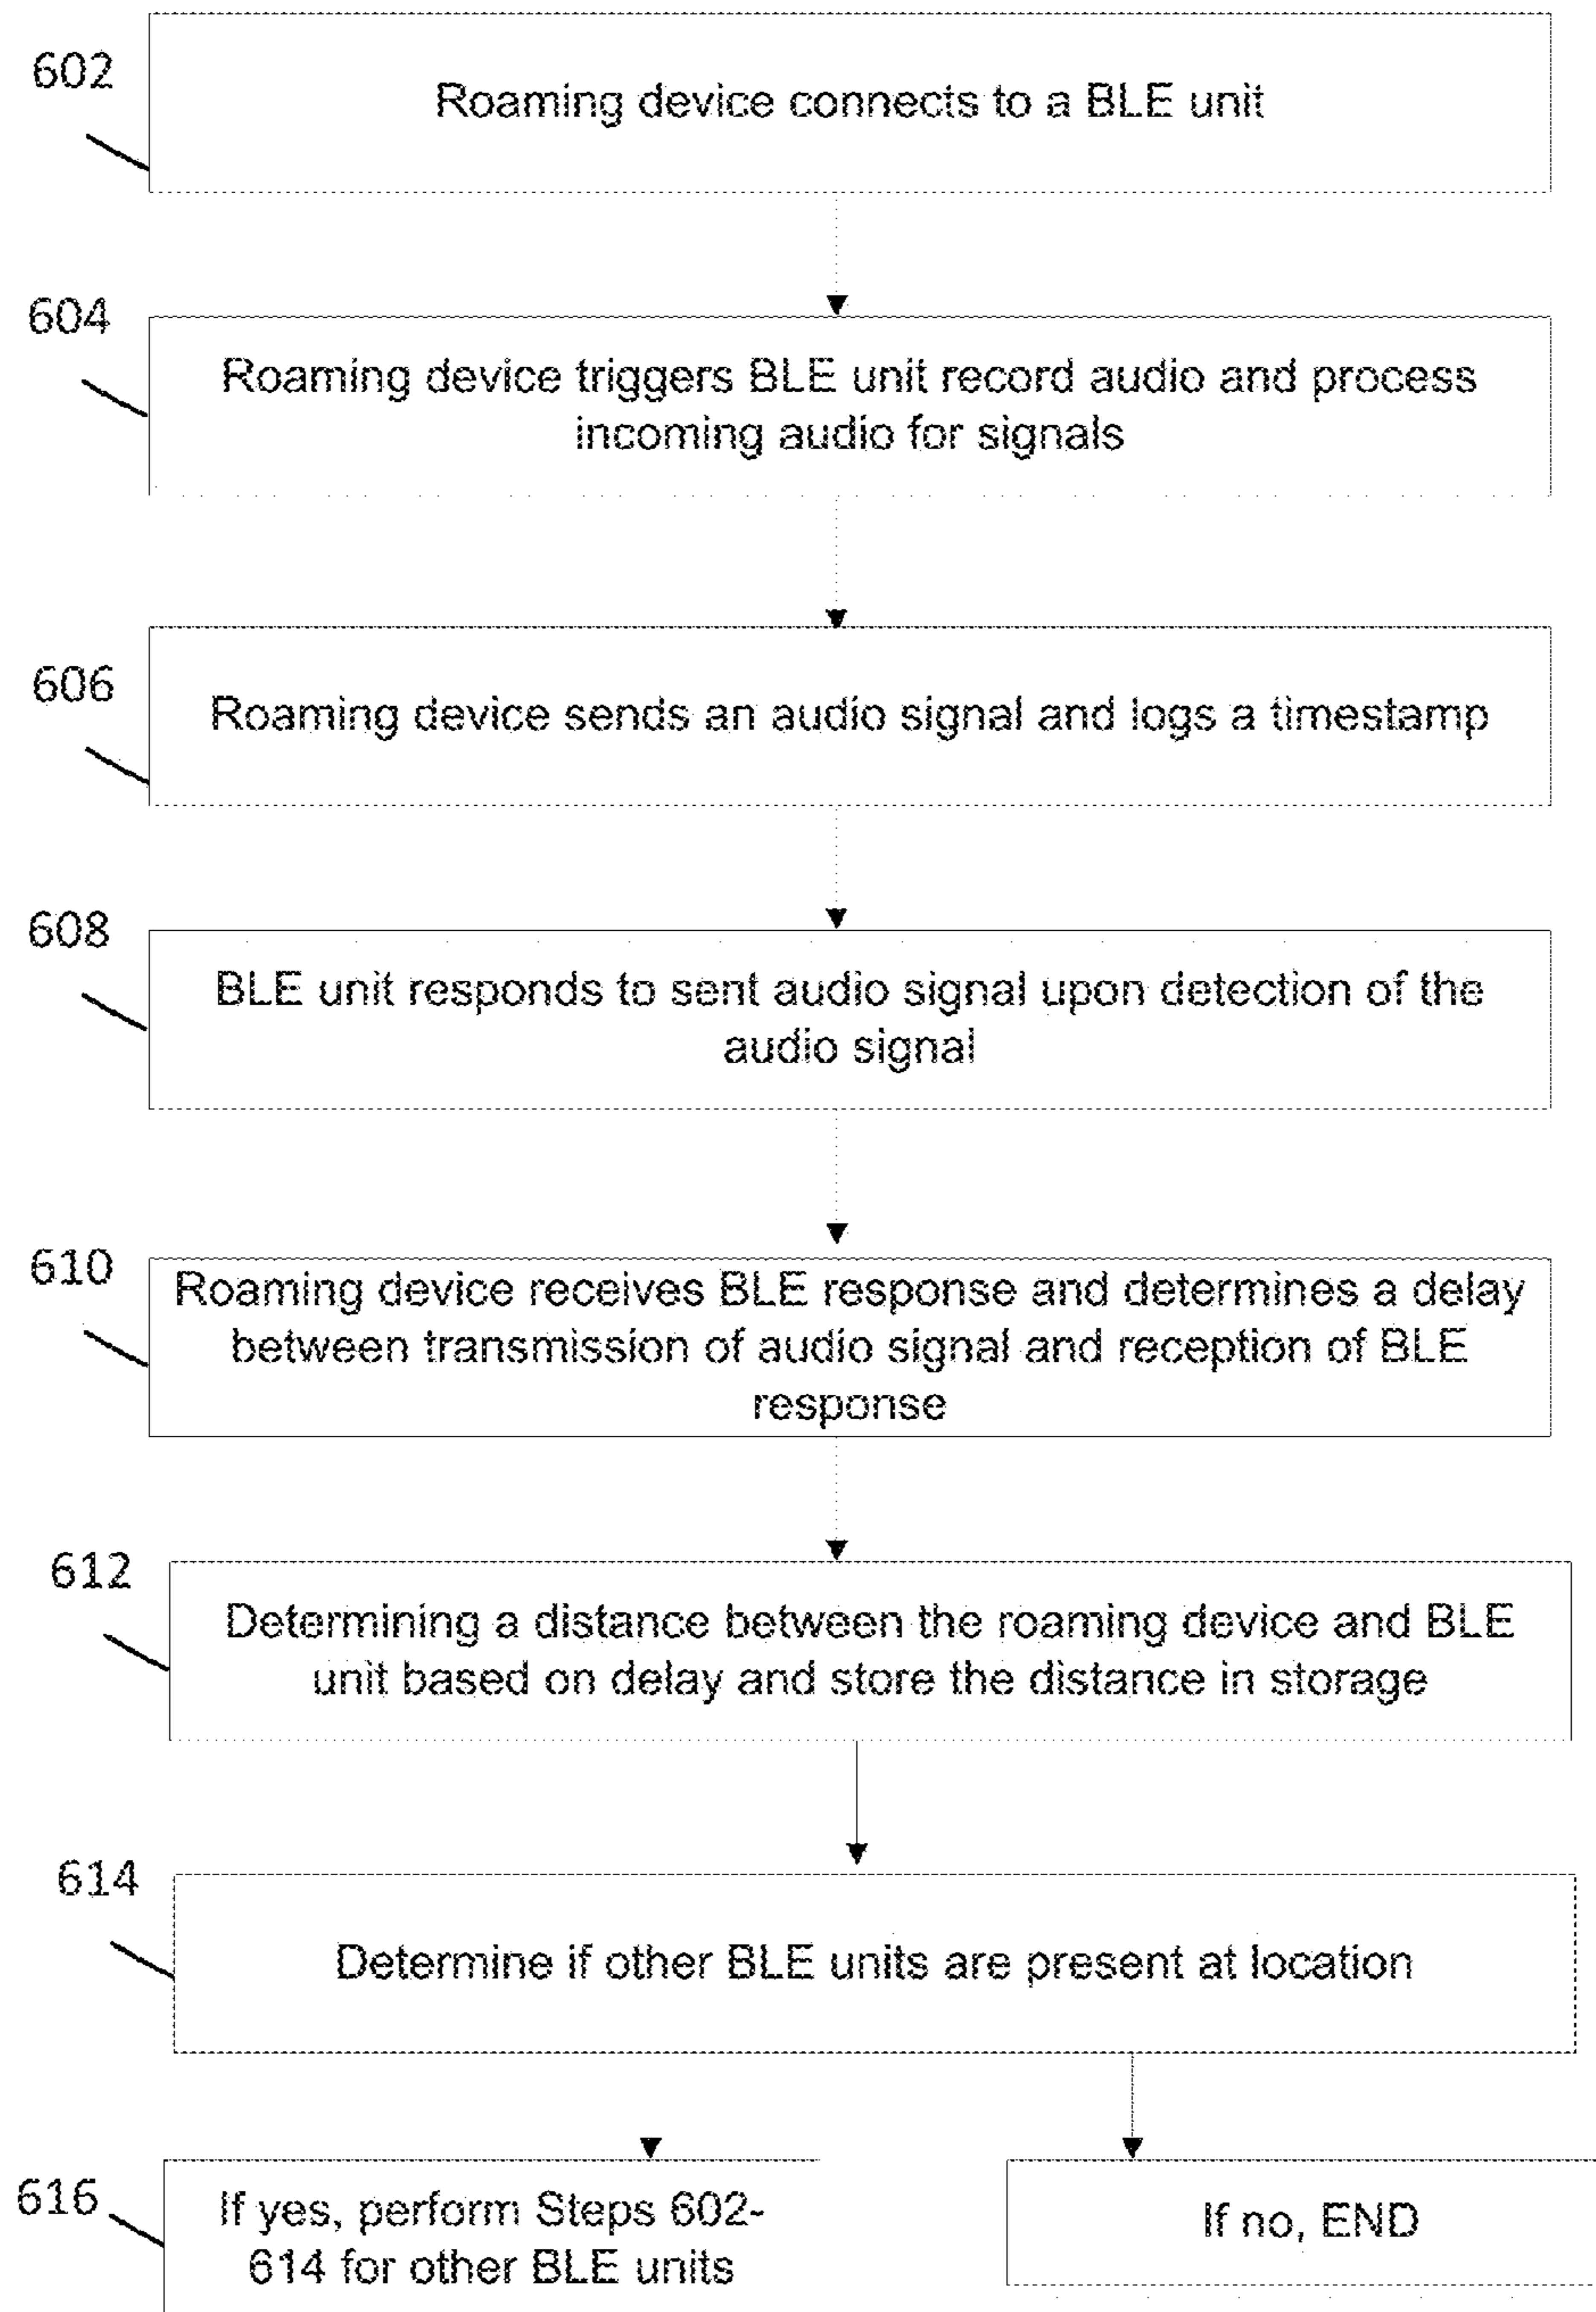 602
Roaming device connects to a BLE unit
604
Roaming device triggers BLE unit record audio and process
incoming audio for signals
606
Roaming device sends an audio signal and logs a timestamp
608
BLE unit responds to sent audio signal upon detection of the
audio signal
610
Roaming device receives BLE response and determines a delay
between transmission of audio signal and reception of BLE
response
612
Determining a distance between the roaming device and BLE
unit based on delay and store the distance in storage
614
Determine if other BLE units are present at location
616
If yes, perform Steps 602-
614 for other BLE units
If no, END